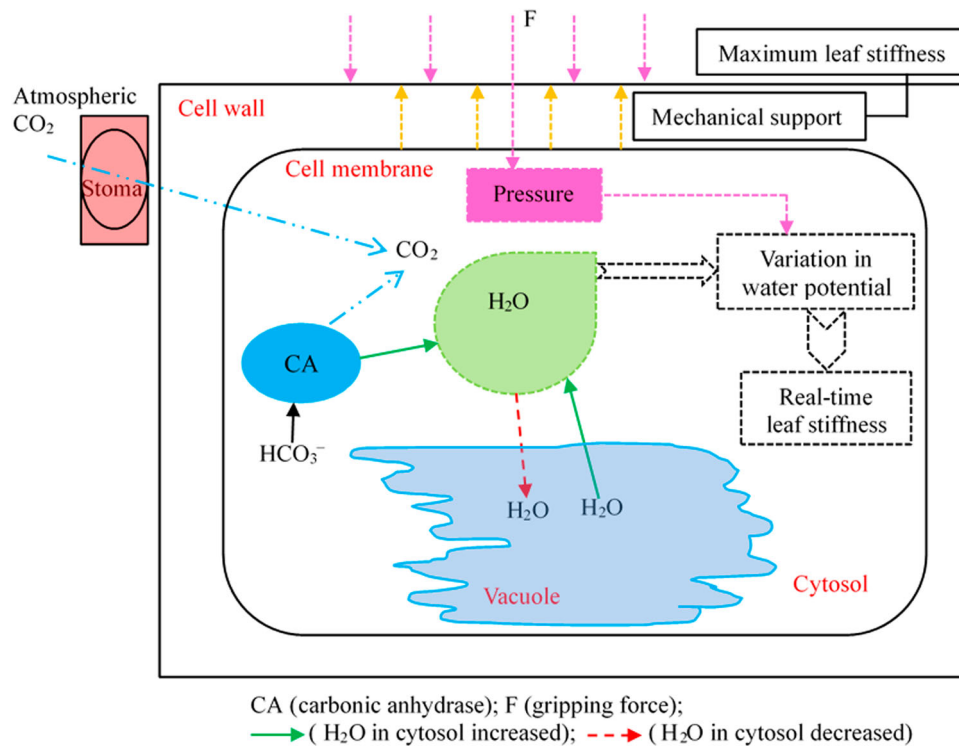 F
Maximum leaf stiffness
Atmospheric
CO₂
Cell wall
Mechanical support
Cell membrane
Stoma
Pressure
CO₂
Variation in
water potential
H₂O
CA
Real-time
leaf stiffness
HCO₃⁻
H₂O
H₂O
Cytosol
Vacuole
CA (carbonic anhydrase); F (gripping force);
( H₂O in cytosol increased);
( H₂O in cytosol decreased)